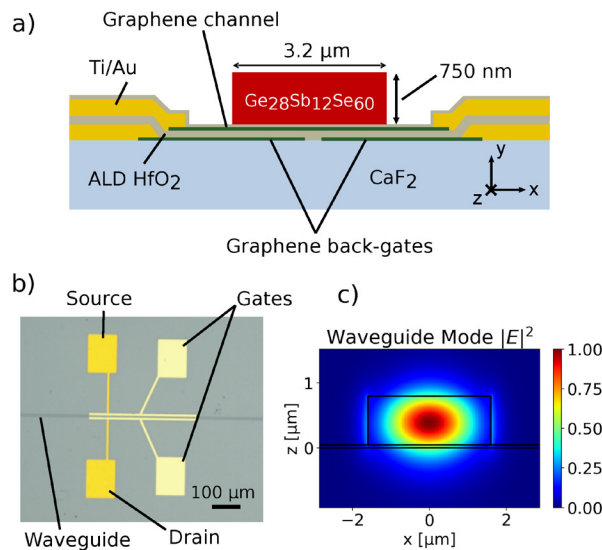 a)
Graphene channel
3.2 μm
750 nm
Ti/Au
Ge28Sb12Se60
ALD HfO2
CaF2
y
x
z
Graphene back-gates
b)
Source
Gates
100 μm
Waveguide
Drain
c)
Waveguide Mode |E|²
1.00
0.75
0.50
0.25
0.00
1
0
z [μm]
−2
0
2
x [μm]